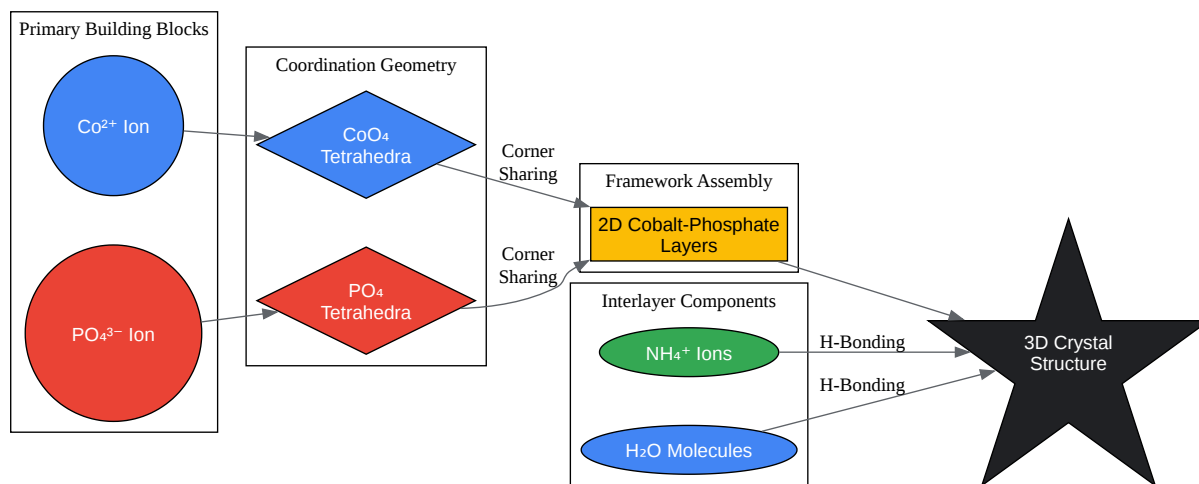 Primary Building Blocks
Co²⁺ Ion
PO₄³⁻ Ion
Coordination Geometry
CoO₄
Tetrahedra
PO₄
Tetrahedra
Corner
Sharing
Corner
Sharing
Framework Assembly
2D Cobalt-Phosphate
Layers
Interlayer Components
NH₄⁺ Ions
H₂O Molecules
H-Bonding
H-Bonding
3D Crystal
Structure